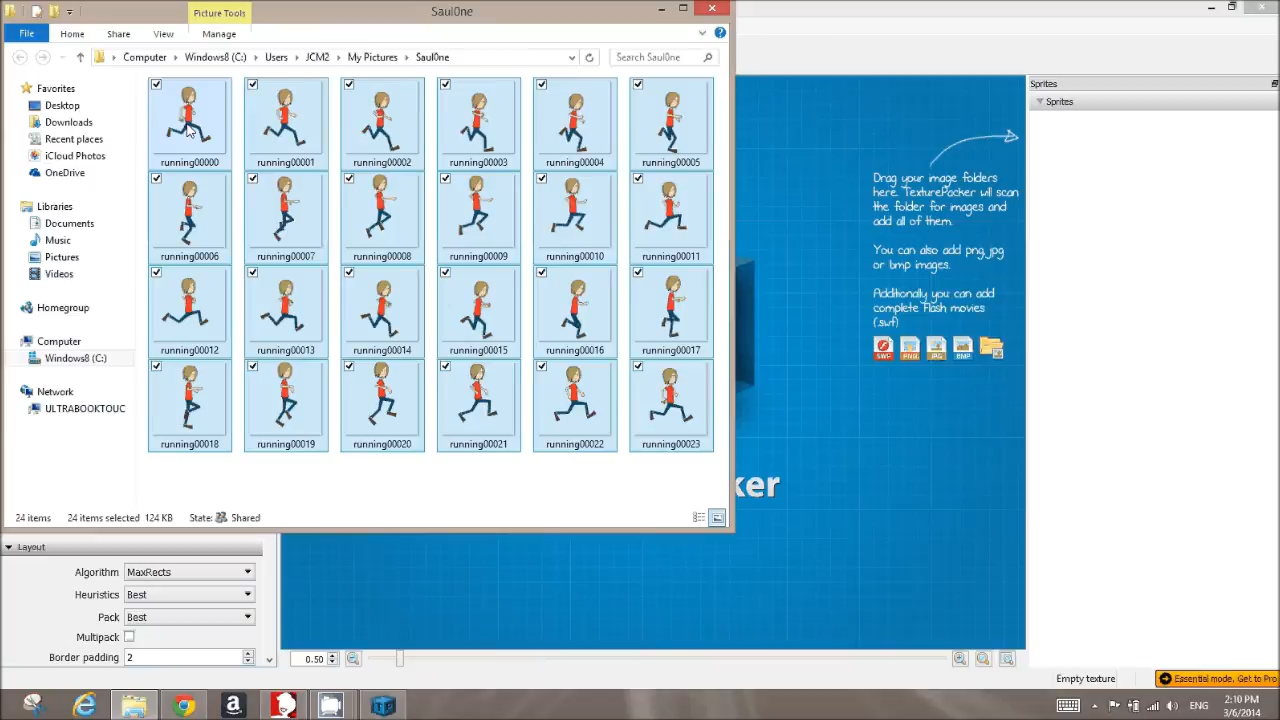 Picture Tools
Saul0ne
File
Home
Share
View
Manage
Computer
Windows8 (C:)
Users
JCM2
My Pictures
Saul0ne
Search Saul0ne
Favorites
Desktop
Downloads
Recent places
iCloud Photos
OneDrive
Libraries
Documents
Music
Pictures
Videos
Homegroup
Computer
Windows8 (C:)
Network
ULTRABOOKTOUC
running00000
running00001
running00002
running00003
running00004
running00005
running00006
running00007
running00008
running00009
running00010
running00011
running00012
running00013
running00014
running00015
running00016
running00017
running00018
running00019
running00020
running00021
running00022
running00023
24 items
24 items selected 124 KB
State:
Shared
Sprites
Sprites
Drag your image folders
here. TexturePacker will scan
the folder for images and
add all of them.
You can also add png,jpg
or bmp images.
Additionally you can add
complete Flash movies
(.swf)
SWF
PNG
JPG
BMP
ker
Layout
Algorithm
MaxRects
Heuristics
Best
Pack
Best
Multipack
Border padding
2
0.50
Empty texture
Essential mode, Get to Pro
TP
ENG
2:10 PM
3/6/2014